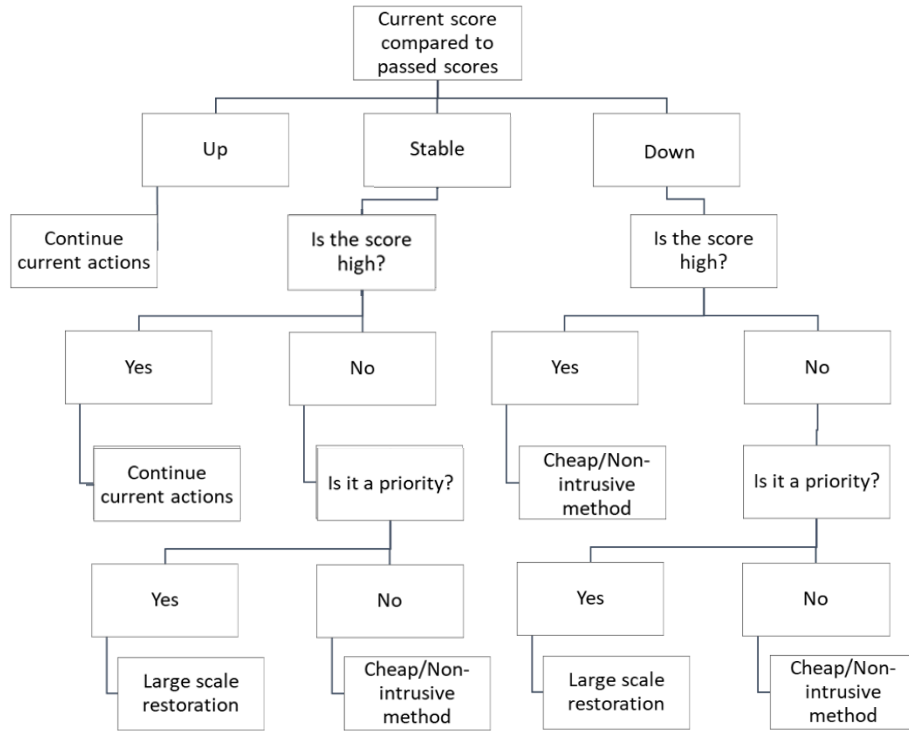 Current score
compared to
passed scores
Up
Stable
Down
Continue
current actions
Is the score
high?
Is the score
high?
Yes
No
Yes
No
Continue
current actions
Is it a priority?
Cheap/Non-
intrusive
method
Is it a priority?
Yes
No
Yes
No
Large scale
restoration
Cheap/Non-
intrusive
method
Large scale
restoration
Cheap/Non-
intrusive
method